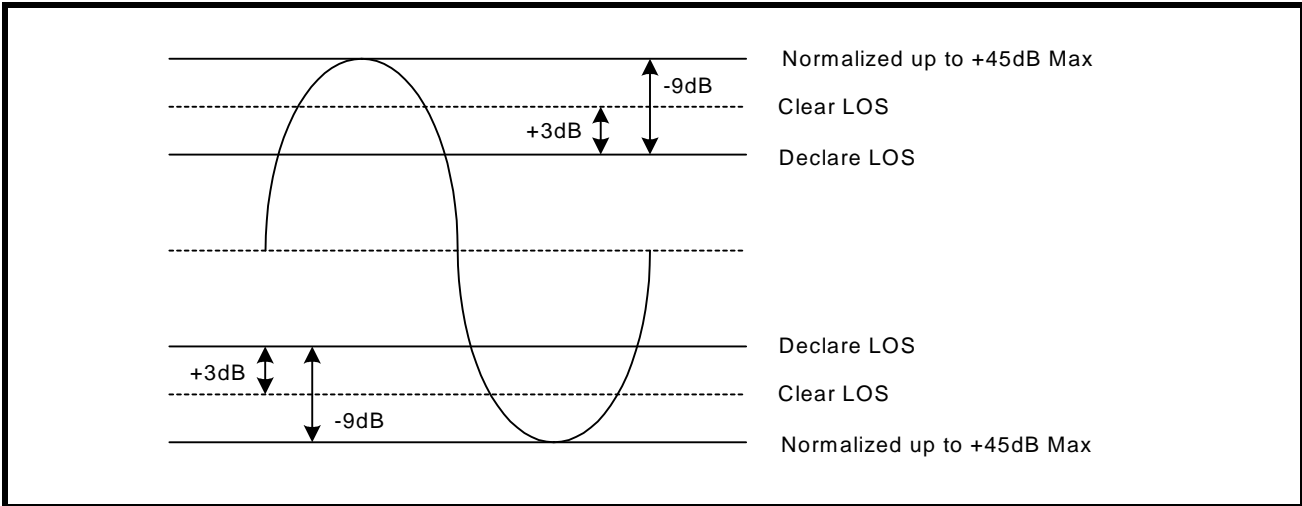 Normalized up to +45dB Max
-9dB
Clear LOS
+3dB
Declare LOS
Declare LOS
+3dB
Clear LOS
-9dB
Normalized up to +45dB Max